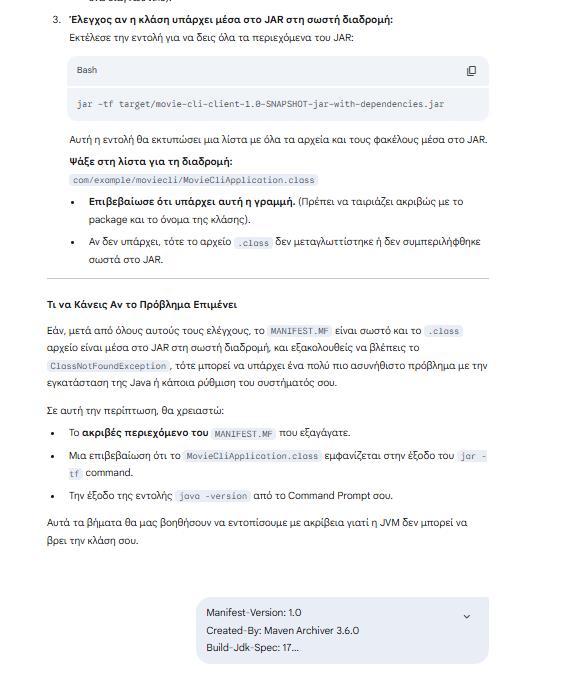 3. Έλεγχος αν η κλάση υπάρχει μέσα στο JAR στη σωστή διαδρομή:
Εκτέλεσε την εντολή για να δεις όλα τα περιεχόμενα του JAR:
Bash
jar -tf target/movie-cli-client-1.0-SNAPSHOT-jar-with-dependencies.jar
Αυτή η εντολή θα εκτυπώσει μια λίστα με όλα τα αρχεία και τους φακέλους μέσα στο JAR.
Ψάξε στη λίστα για τη διαδρομή:
com/example/moviecli/MovieCliApplication.class
• Επιβεβαίωσε ότι υπάρχει αυτή η γραμμή. (Πρέπει να ταιριάζει ακριβώς με το
package και το όνομα της κλάσης).
• Αν δεν υπάρχει, τότε το αρχείο .class δεν μεταγλωττίστηκε ή δεν συμπεριλήφθηκε
σωστά στο JAR.
Τι να Κάνεις Αν το Πρόβλημα Επιμένει
Εάν, μετά από όλους αυτούς τους ελέγχους, το MANIFEST.MF είναι σωστό και το .class
αρχείο είναι μέσα στο JAR στη σωστή διαδρομή, και εξακολουθείς να βλέπεις το
ClassNotFoundException, τότε μπορεί να υπάρχει ένα πολύ πιο ασυνήθιστο πρόβλημα με την
εγκατάσταση της Java ή κάποια ρύθμιση του συστήματός σου.
Σε αυτή την περίπτωση, θα χρειαστώ:
• Το ακριβές περιεχόμενο του MANIFEST.MF που εξαγάγατε.
• Μια επιβεβαίωση ότι το MovieCliApplication.class εμφανίζεται στην έξοδο του jar -
tf command.
• Την έξοδο της εντολής java -version από το Command Prompt σου.
Αυτά τα βήματα θα μας βοηθήσουν να εντοπίσουμε με ακρίβεια γιατί η JVM δεν μπορεί να
βρει την κλάση σου.
Manifest-Version: 1.0
Created-By: Maven Archiver 3.6.0
Build-Jdk-Spec: 17...